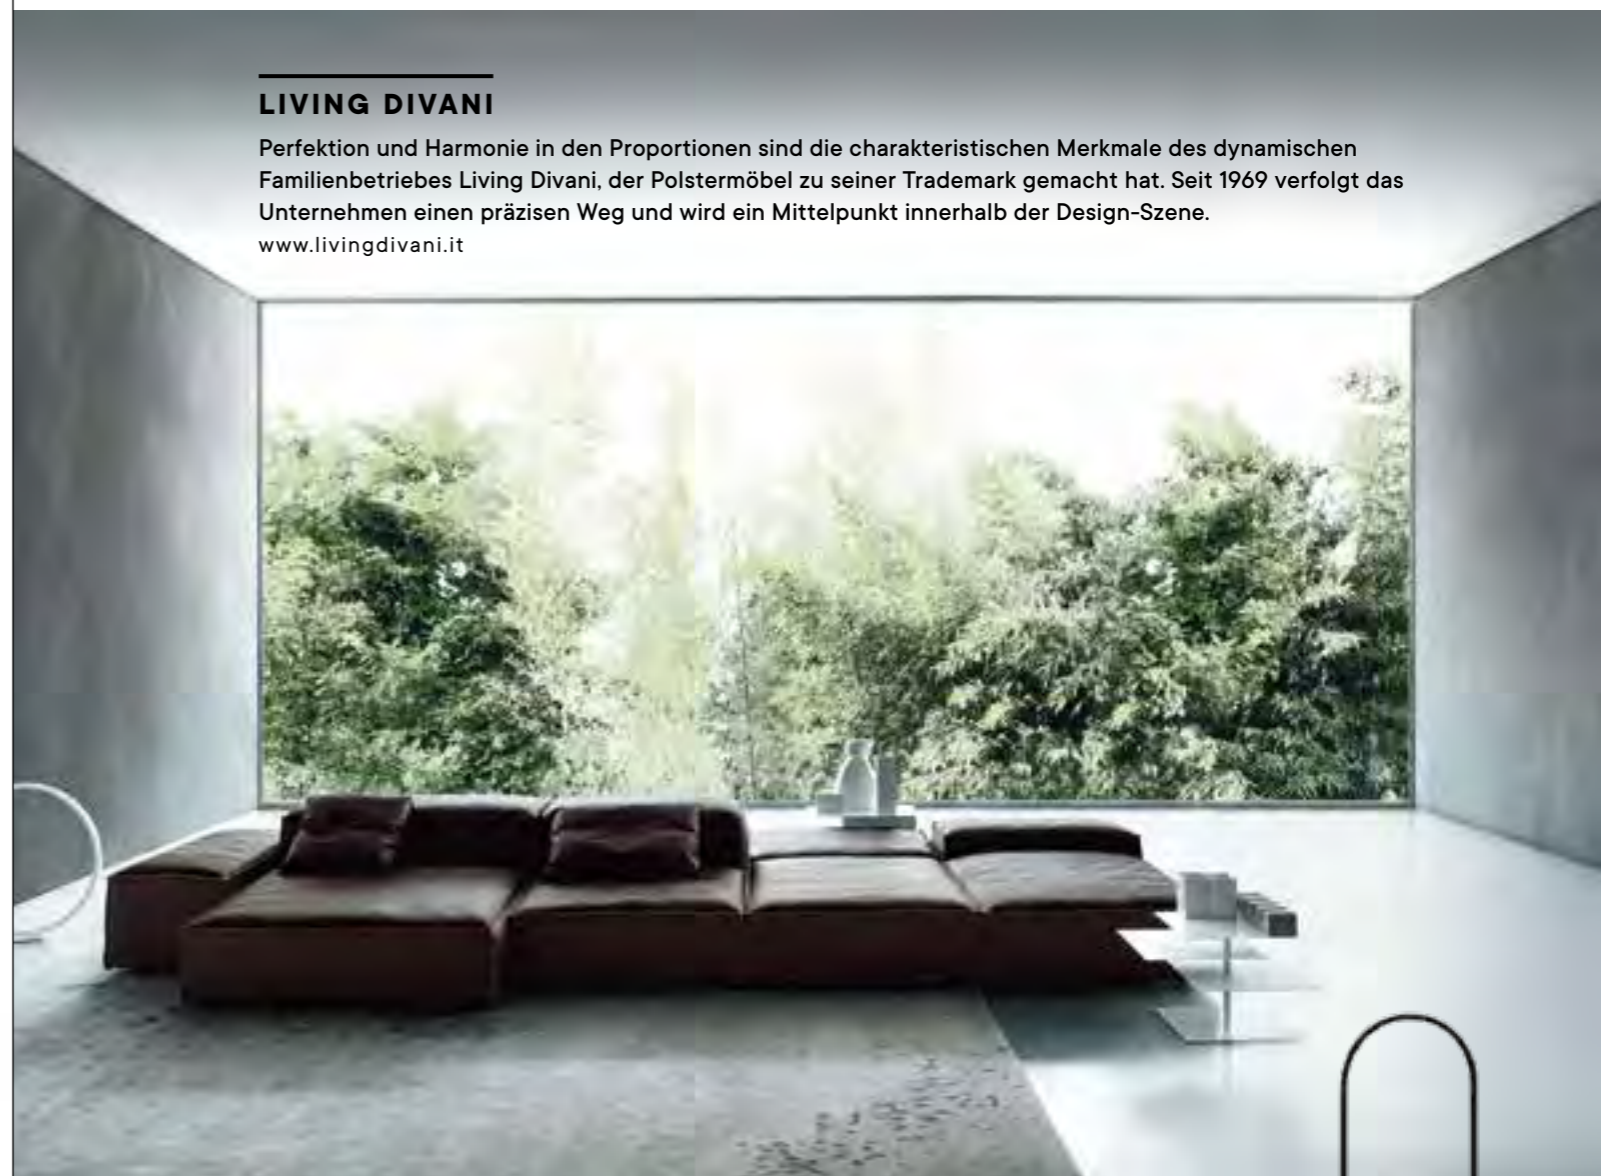 LIVING DIVANI
Perfektion und Harmonie in den Proportionen sind die charakteristischen Merkmale des dynamischen
Familienbetriebes Living Divani, der Polstermöbel zu seiner Trademark gemacht hat. Seit 1969 verfolgt das
Unternehmen einen präzisen Weg und wird ein Mittelpunkt innerhalb der Design-Szene.
www.livingdivani.it